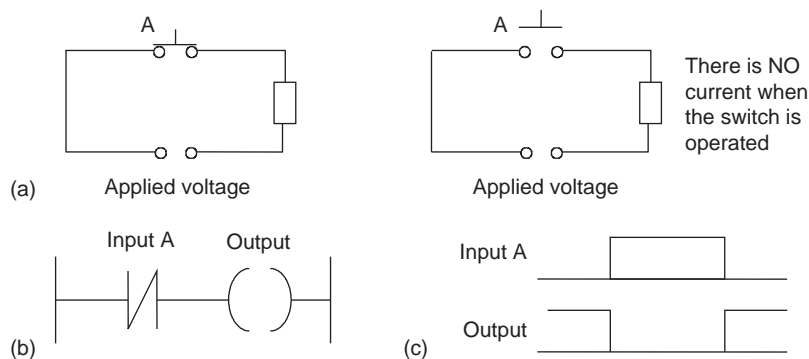 A
A
There is NO
current when
the switch is
operated
(a)
Applied voltage
Applied voltage
Input A
Output
(b)
Input A
Output
(c)